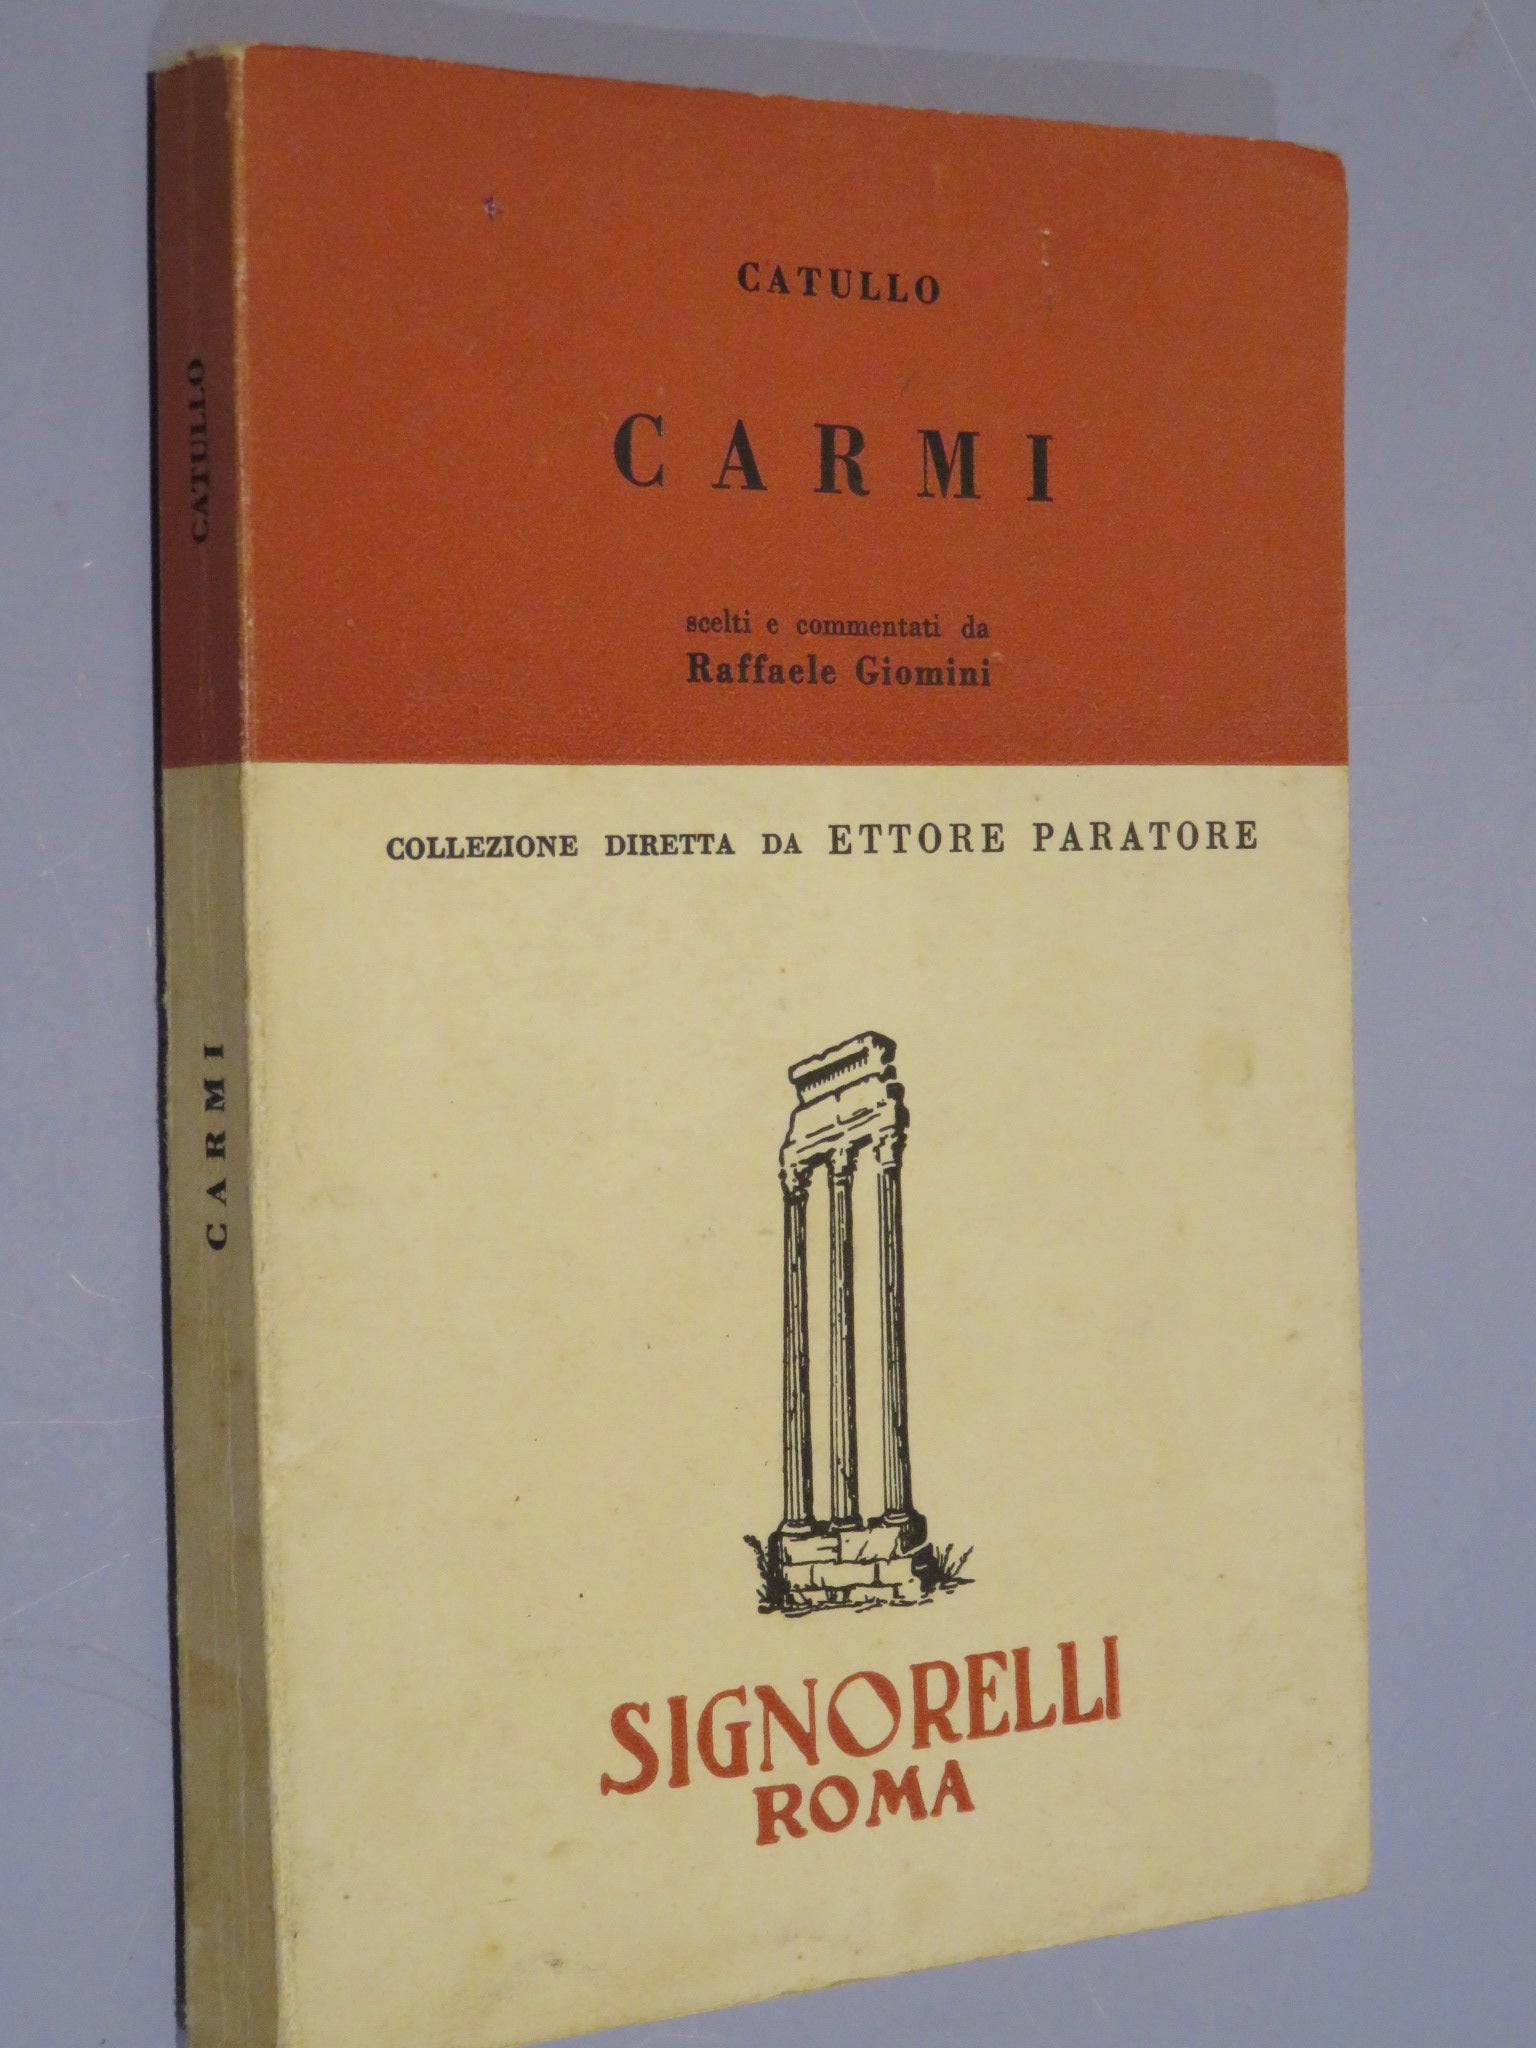 CATULLO
CARMI
scelti e commentati da
Raffaele Giomini
COLLEZIONE DIRETTA DA ETTORE PARATORE
SIGNORELLI
ROMA
CATULLO
CARMI